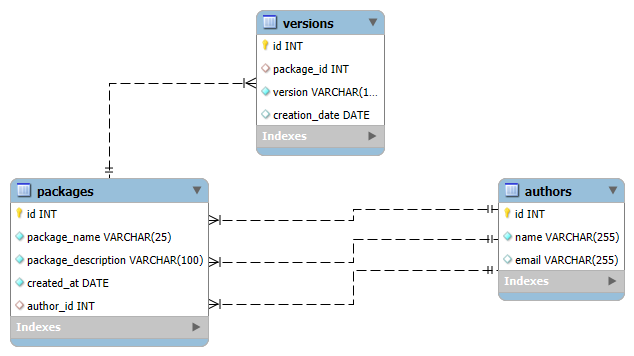 versions
id INT
package_id INT
version VARCHAR(1...
creation_date DATE
Indexes
packages
id INT
package_name VARCHAR(25)
package_description VARCHAR(100)
created_at DATE
author_id INT
Indexes
authors
id INT
name VARCHAR(255)
email VARCHAR(255)
Indexes